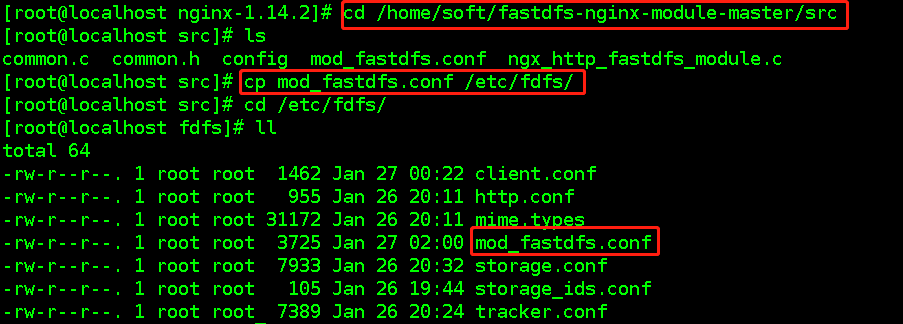 [root@localhost nginx-1.14.2]# cd /home/soft/fastdfs-nginx-module-master/src
[root@localhost src]# ls
common.c  common.h  config  mod_fastdfs.conf  ngx_http_fastdfs_module.c
[root@localhost src]# cp mod_fastdfs.conf /etc/fdfs/
[root@localhost src]# cd /etc/fdfs/
[root@localhost fdfs]# ll
total 64
-rw-r--r--. 1 root root  1462 Jan 27 00:22 client.conf
-rw-r--r--. 1 root root   955 Jan 26 20:11 http.conf
-rw-r--r--. 1 root root 31172 Jan 26 20:11 mime.types
-rw-r--r--. 1 root root  3725 Jan 27 02:00 mod_fastdfs.conf
-rw-r--r--. 1 root root  7933 Jan 26 20:32 storage.conf
-rw-r--r--. 1 root root   105 Jan 26 19:44 storage_ids.conf
-rw-r--r--. 1 root root  7389 Jan 26 20:24 tracker.conf